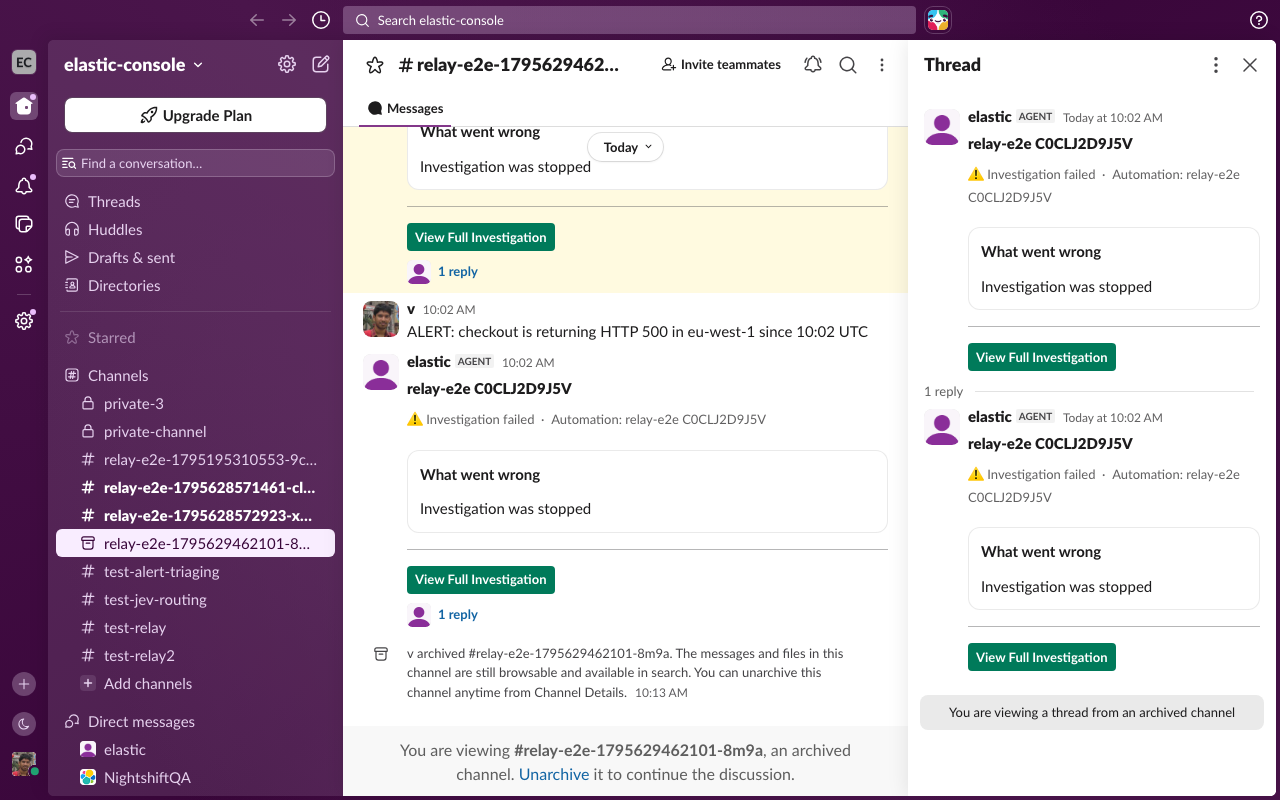 Search elastic-console
EC
elastic-console
Upgrade Plan
Find a conversation...
Threads
Huddles
Drafts & sent
Directories
Starred
Channels
private-3
private-channel
relay-e2e-1795195310553-9c...
relay-e2e-1795628571461-cl...
relay-e2e-1795628572923-x...
relay-e2e-1795629462101-8...
test-alert-triaging
test-jev-routing
test-relay
test-relay2
Add channels
Direct messages
elastic
NightshiftQA
# relay-e2e-1795629462...
Invite teammates
Messages
Today
What went wrong
Investigation was stopped
View Full Investigation
1 reply
v 10:02 AM
ALERT: checkout is returning HTTP 500 in eu-west-1 since 10:02 UTC
elastic AGENT 10:02 AM
relay-e2e C0CLJ2D9J5V
Investigation failed · Automation: relay-e2e C0CLJ2D9J5V
What went wrong
Investigation was stopped
View Full Investigation
1 reply
v archived #relay-e2e-1795629462101-8m9a. The messages and files in this
channel are still browsable and available in search. You can unarchive this
channel anytime from Channel Details. 10:13 AM
You are viewing #relay-e2e-1795629462101-8m9a, an archived
channel. Unarchive it to continue the discussion.
Thread
elastic AGENT Today at 10:02 AM
relay-e2e C0CLJ2D9J5V
Investigation failed · Automation: relay-e2e
C0CLJ2D9J5V
What went wrong
Investigation was stopped
View Full Investigation
1 reply
elastic AGENT Today at 10:02 AM
relay-e2e C0CLJ2D9J5V
Investigation failed · Automation: relay-e2e
C0CLJ2D9J5V
What went wrong
Investigation was stopped
View Full Investigation
You are viewing a thread from an archived channel